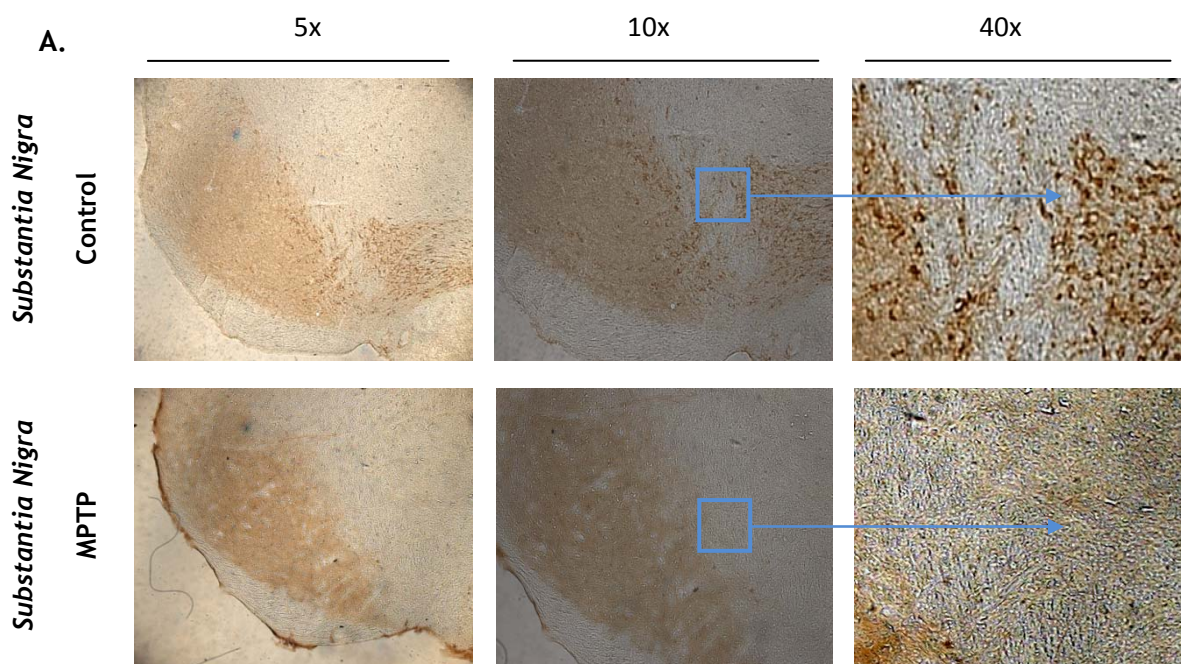 A.
5x
10x
40x
Substantia Nigra
Control
Substantia Nigra
MPTP